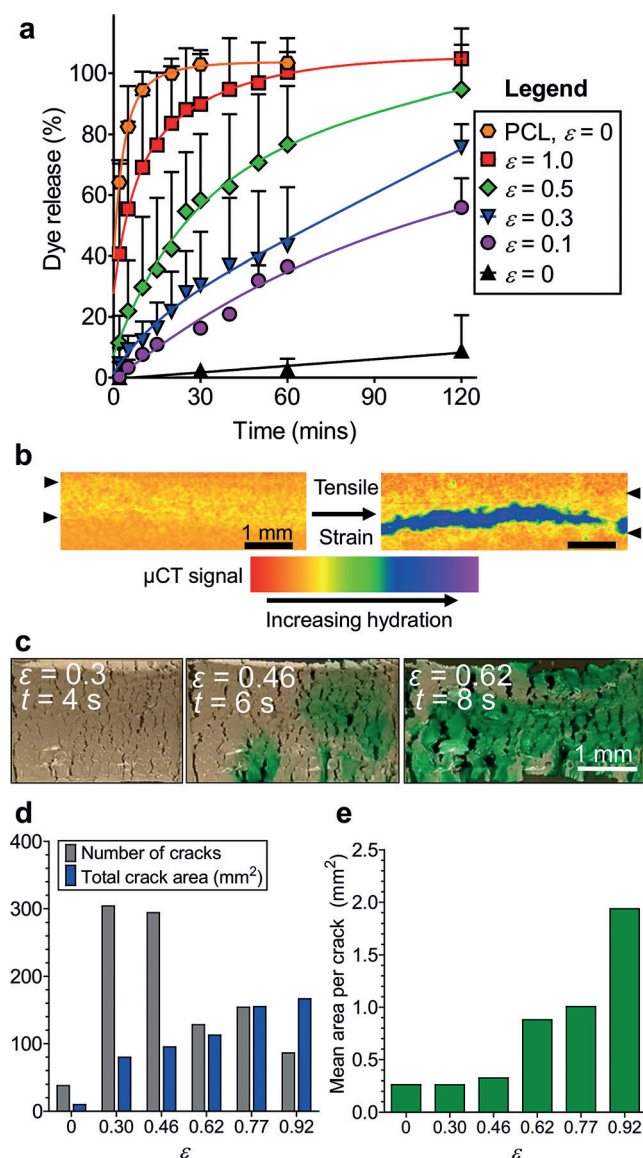 a
Dye release (%)
100
80
60
40
20
0
0 30 60 90 120
Time (mins)
Legend
PCL, ε = 0
ε = 1.0
ε = 0.5
ε = 0.3
ε = 0.1
ε = 0
b
Tensile
Strain
1 mm
μCT signal
Increasing hydration
c
ε = 0.3
t = 4 s
ε = 0.46
t = 6 s
ε = 0.62
t = 8 s
1 mm
d
400
300
200
100
0
Number of cracks
Total crack area (mm²)
0 0.30 0.46 0.62 0.77 0.92
ε
e
Mean area per crack (mm²)
2.5
2.0
1.5
1.0
0.5
0.0
0 0.30 0.46 0.62 0.77 0.92
ε